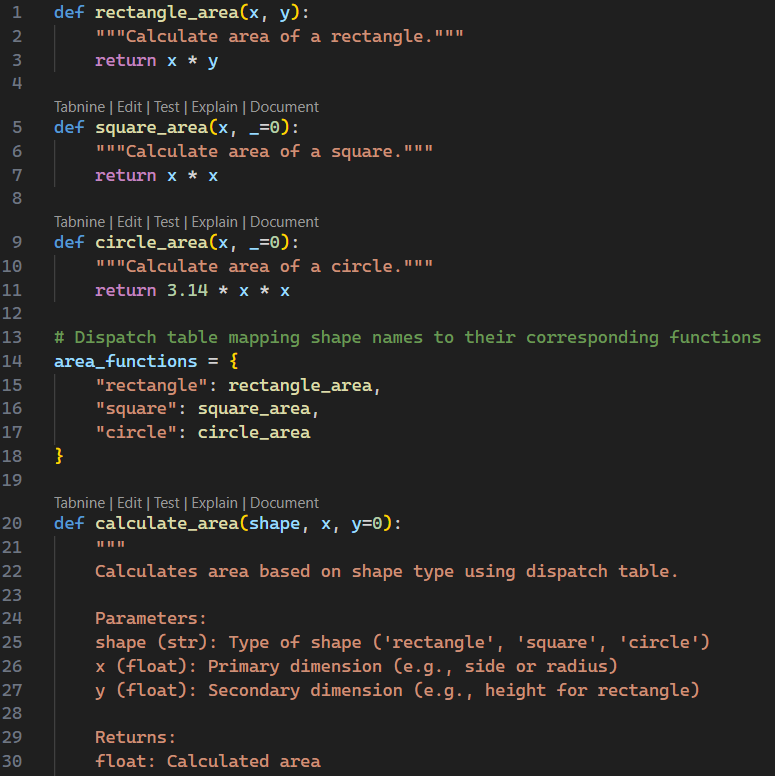 1 def rectangle_area(x, y):
2 """Calculate area of a rectangle."""
3 return x * y
4
Tabnine | Edit | Test | Explain | Document
5 def square_area(x, _=0):
6 """Calculate area of a square."""
7 return x * x
8
Tabnine | Edit | Test | Explain | Document
9 def circle_area(x, _=0):
10 """Calculate area of a circle."""
11 return 3.14 * x * x
12
13 # Dispatch table mapping shape names to their corresponding functions
14 area_functions = {
15 "rectangle": rectangle_area,
16 "square": square_area,
17 "circle": circle_area
18 }
19
Tabnine | Edit | Test | Explain | Document
20 def calculate_area(shape, x, y=0):
21 """
22 Calculates area based on shape type using dispatch table.
23
24 Parameters:
25 shape (str): Type of shape ('rectangle', 'square', 'circle')
26 x (float): Primary dimension (e.g., side or radius)
27 y (float): Secondary dimension (e.g., height for rectangle)
28
29 Returns:
30 float: Calculated area